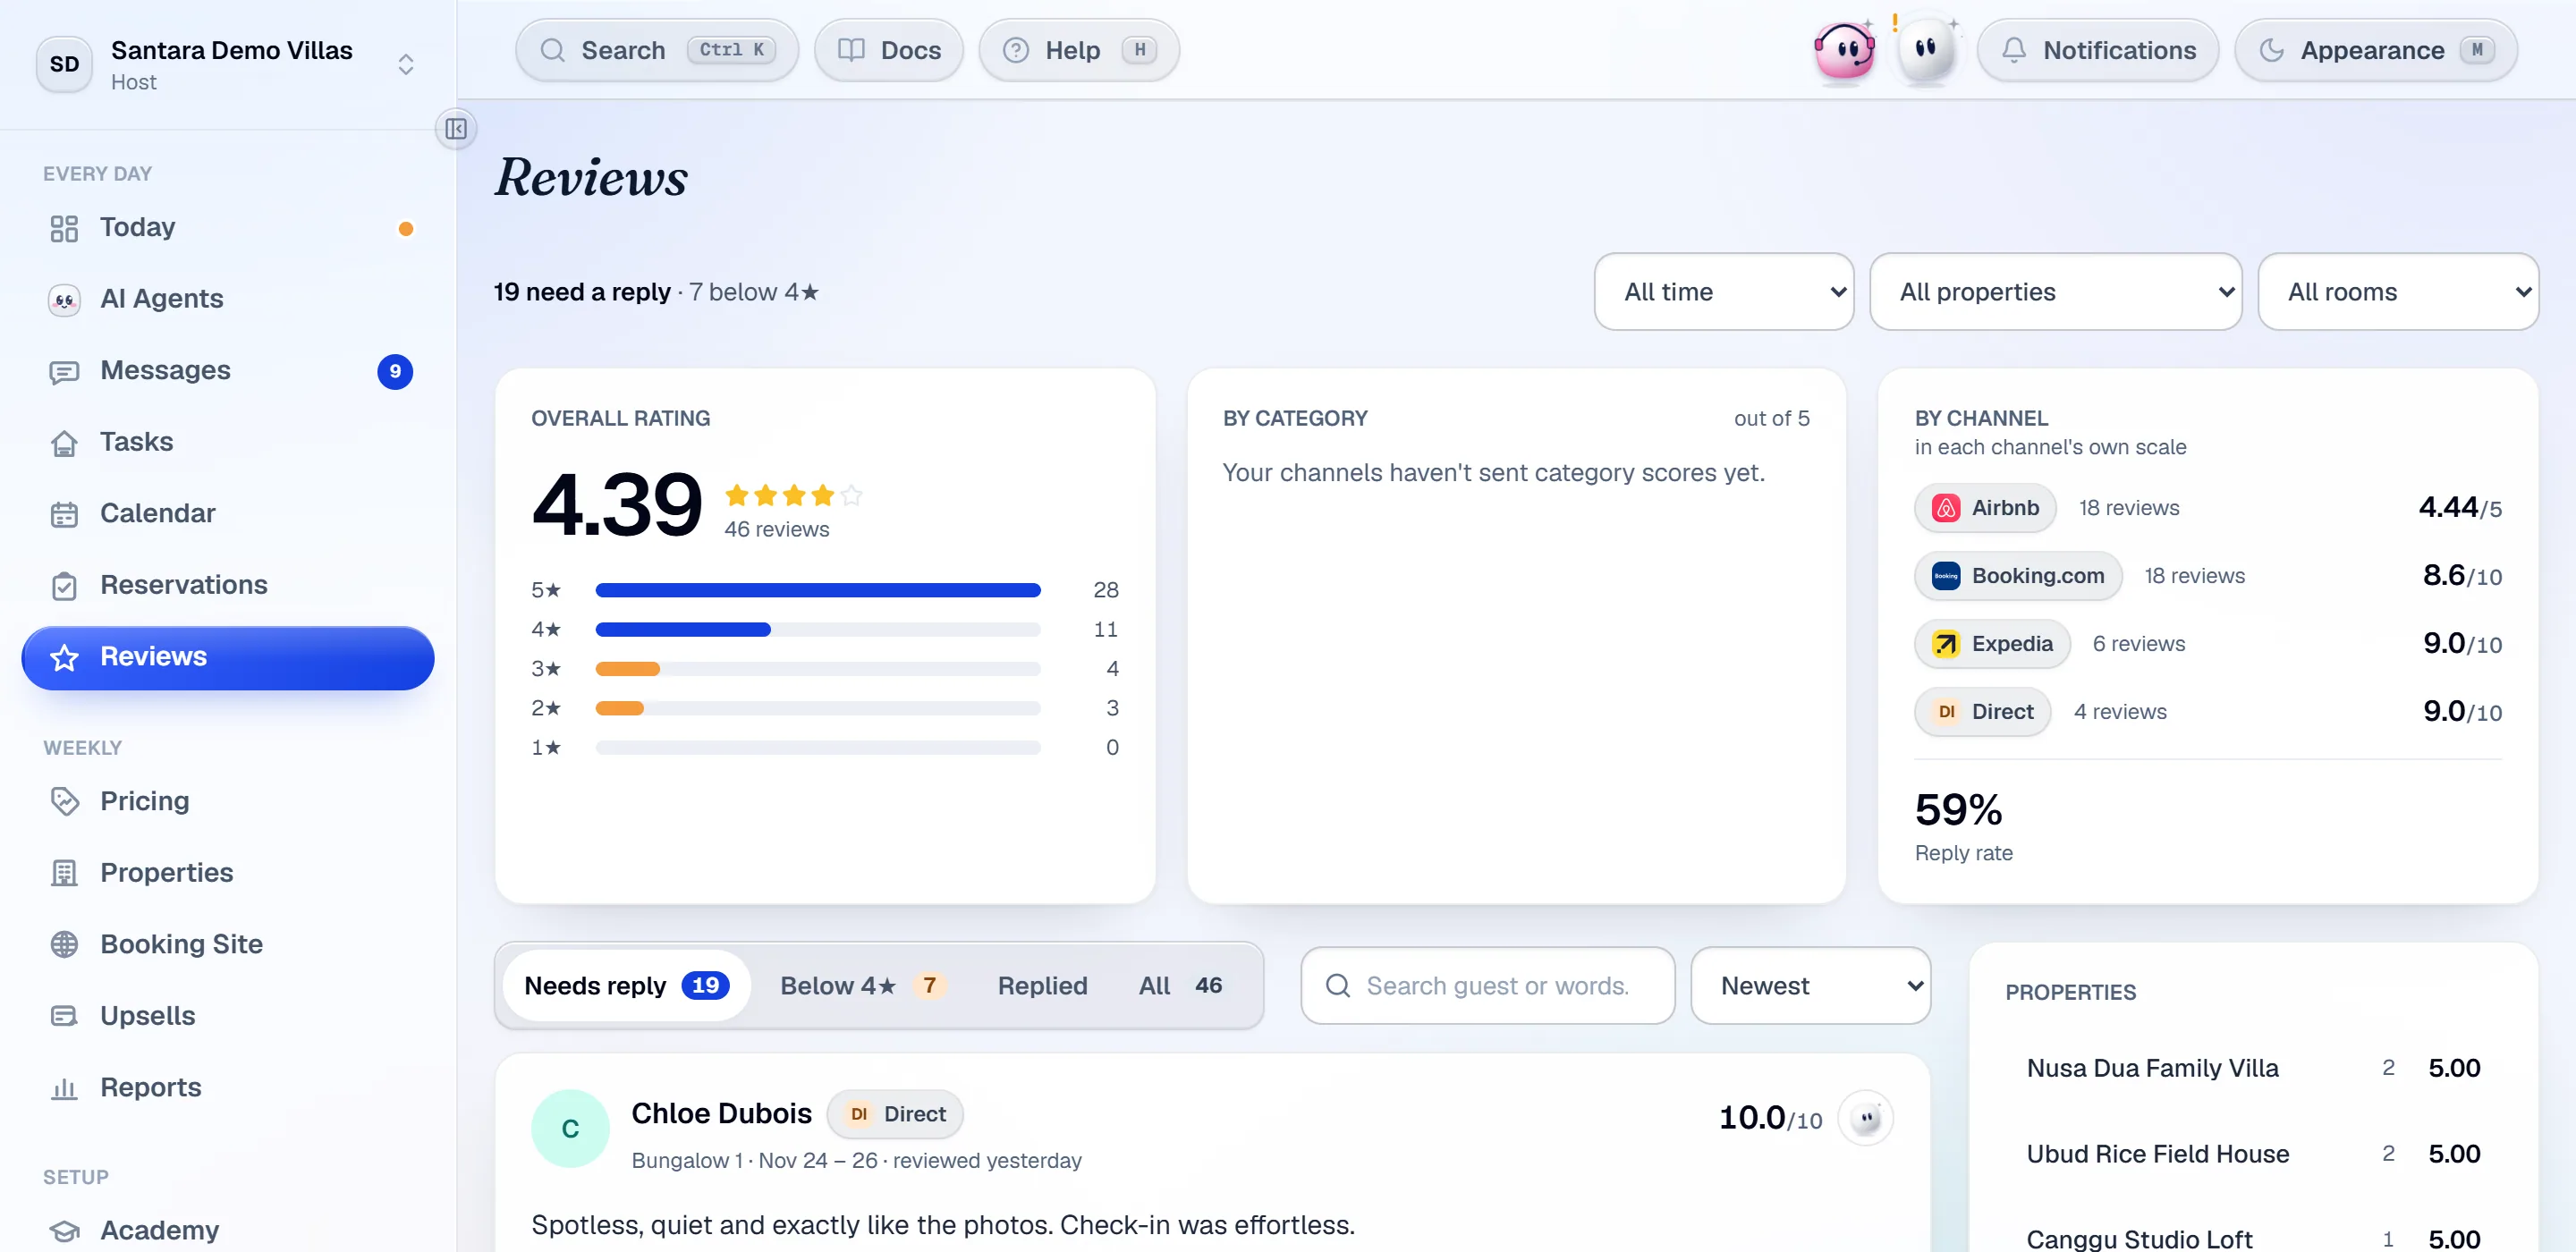 SD
Santara Demo Villas
Host
Search Ctrl K
Docs
Help H
!
Notifications
Appearance M
EVERY DAY
Today
AI Agents
Messages 9
Tasks
Calendar
Reservations
Reviews
WEEKLY
Pricing
Properties
Booking Site
Upsells
Reports
SETUP
Academy
Reviews
19 need a reply · 7 below 4★
All time
All properties
All rooms
OVERALL RATING
4.39
46 reviews
5★ 28
4★ 11
3★ 4
2★ 3
1★ 0
BY CATEGORY out of 5
Your channels haven't sent category scores yet.
BY CHANNEL
in each channel's own scale
Airbnb 18 reviews 4.44/5
Booking Booking.com 18 reviews 8.6/10
Expedia 6 reviews 9.0/10
DI Direct 4 reviews 9.0/10
59%
Reply rate
Needs reply 19
Below 4★ 7
Replied
All 46
Search guest or words.
Newest
C
Chloe Dubois DI Direct
Bungalow 1 · Nov 24 – 26 · reviewed yesterday
10.0/10
Spotless, quiet and exactly like the photos. Check-in was effortless.
PROPERTIES
Nusa Dua Family Villa 2 5.00
Ubud Rice Field House 2 5.00
Canggu Studio Loft 1 5.00